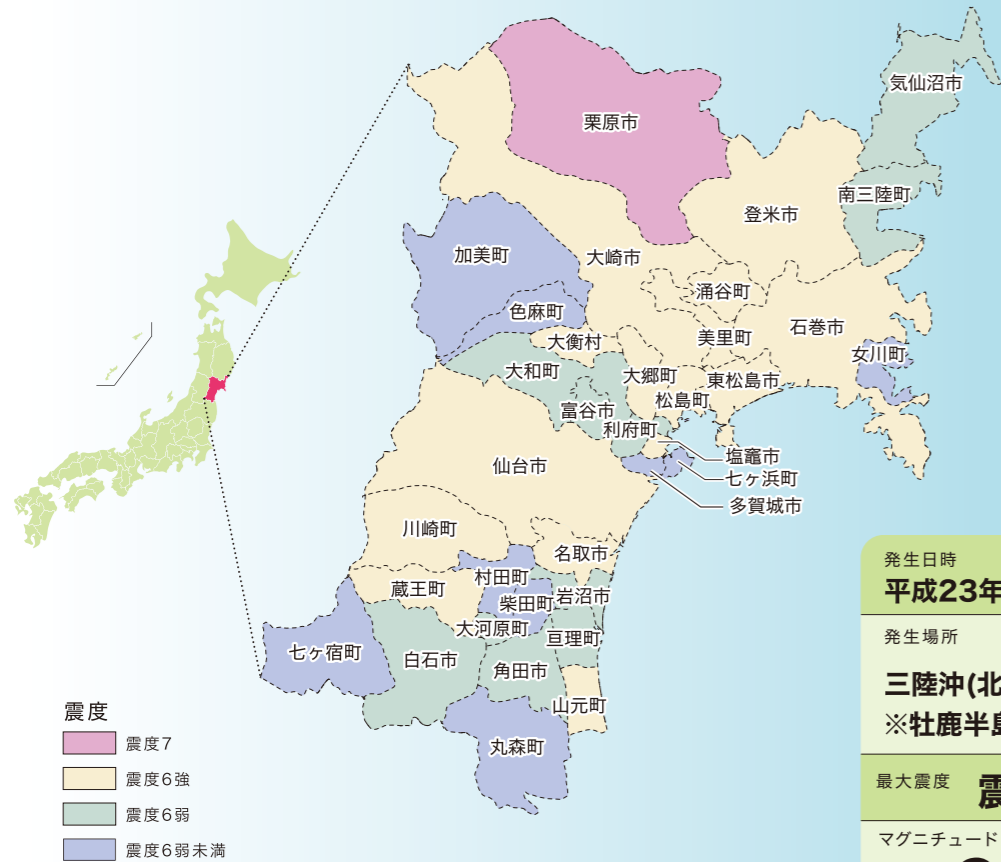 気仙沼市
栗原市
南三陸町
登米市
加美町
大崎市
涌谷町
色麻町
石巻市
美里町
大衡村
女川町
大和町
大郷町
東松島市
松島町
富谷市
利府町
塩竈市
仙台市
七ヶ浜町
多賀城市
川崎町
名取市
村田町
蔵王町
柴田町
岩沼市
大河原町
亘理町
七ヶ宿町
白石市
角田市
山元町
丸森町
震度
震度7
震度6強
震度6弱
震度6弱未満
発生日時
平成23年
発生場所
三陸沖(北
※牡鹿半島
最大震度 震
マグニチュード